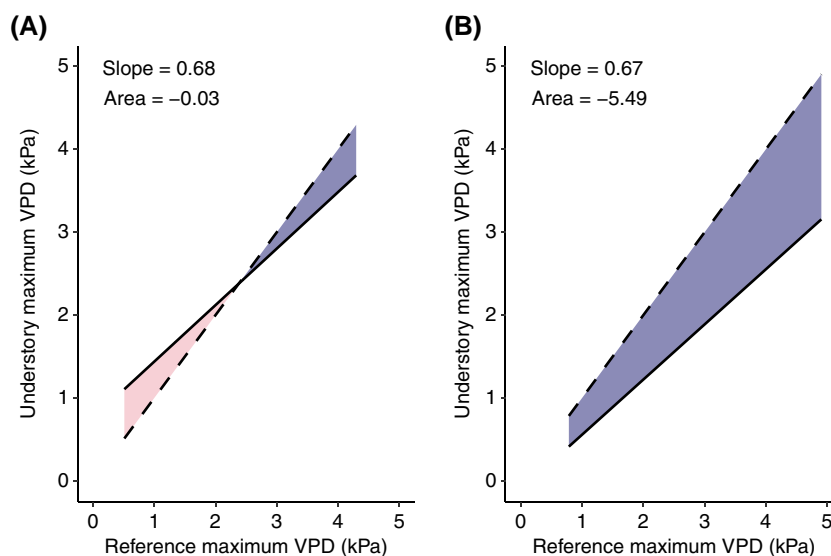 (A)
Slope = 0.68
Area = −0.03
Understory maximum VPD (kPa)
5
4
3
2
1
0
0 1 2 3 4 5
Reference maximum VPD (kPa)
(B)
Slope = 0.67
Area = −5.49
Understory maximum VPD (kPa)
5
4
3
2
1
0
0 1 2 3 4 5
Reference maximum VPD (kPa)